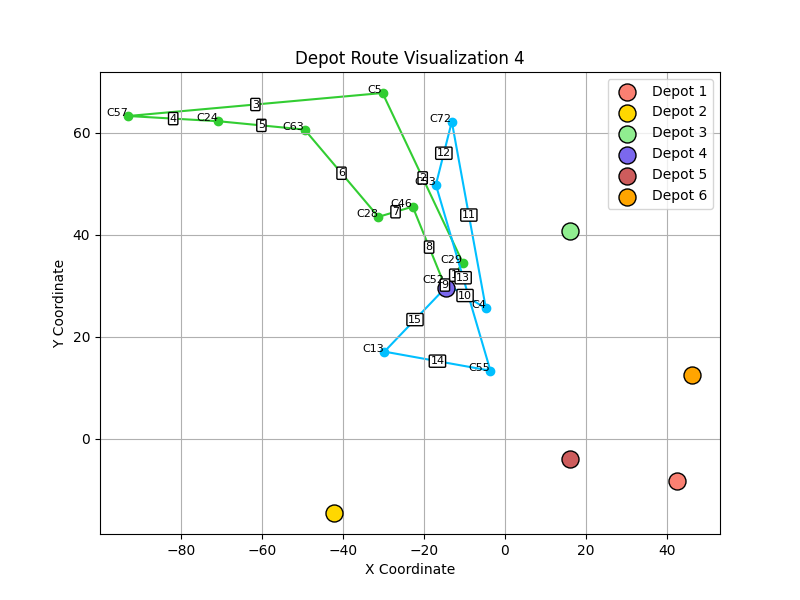 Depot Route Visualization 4
Depot 1
Depot 2
Depot 3
Depot 4
Depot 5
Depot 6
C57
3
C5
4
C24
5
C63
C72
12
6
2
C53
C46
C28
7
11
8
C29
C52
1
13
9
10
C4
15
C13
14
C55
60
40
20
0
Y Coordinate
−80
−60
−40
−20
0
20
40
X Coordinate